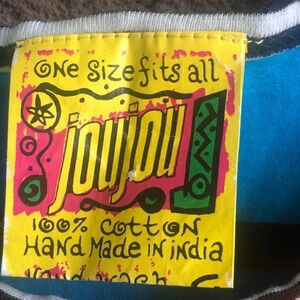 One Size fits all
joujou
100% cotton
Hand Made in india